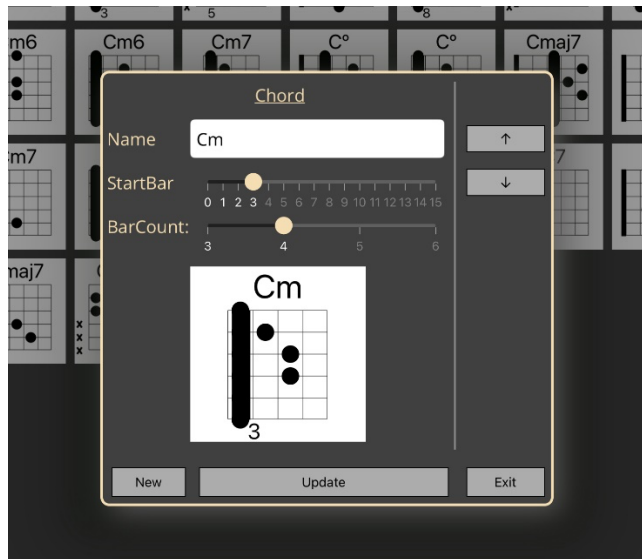 3
5
8
m6
Cm6
Cm7
C°
C°
Cmaj7
Chord
Name
Cm
↑
m7
7
StartBar
↓
0 1 2 3 4 5 6 7 8 9 10 11 12 13 14 15
BarCount:
3 4 5 6
maj7
Cm
x
x
x
3
New
Update
Exit